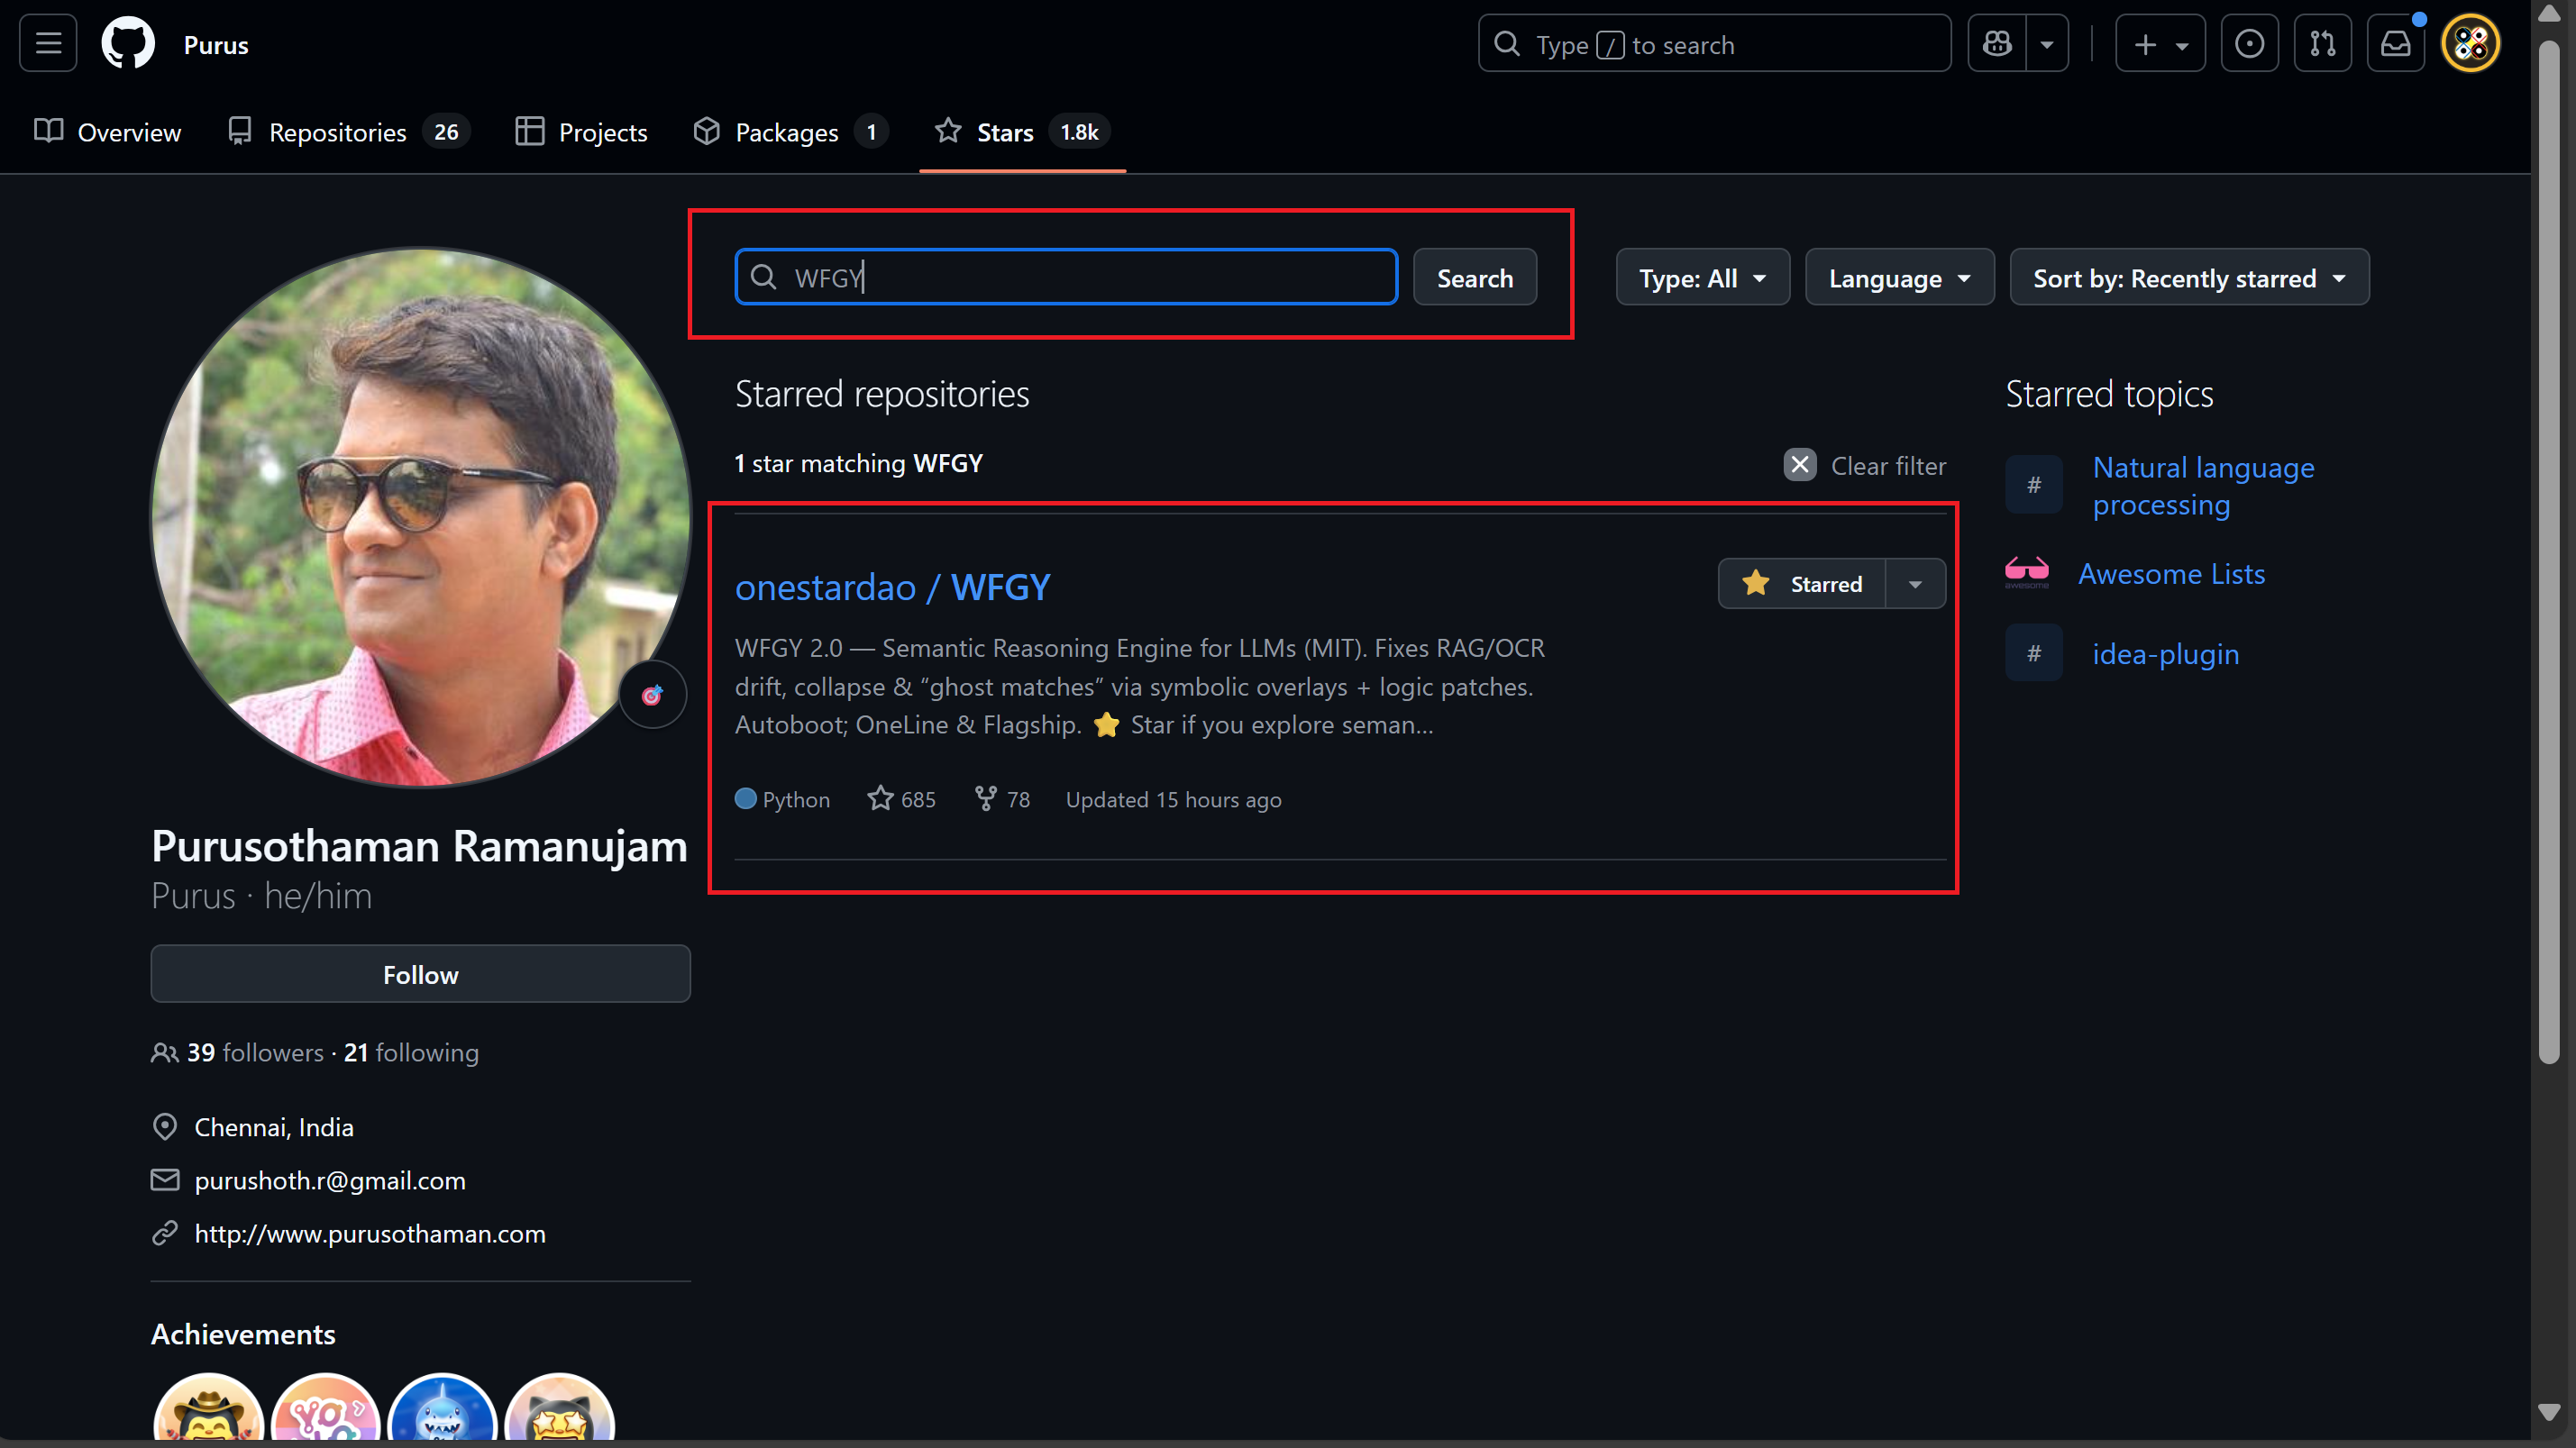 Purus
Type / to search
Overview
Repositories 26
Projects
Packages 1
Stars 1.8k
WFGY
Search
Type: All
Language
Sort by: Recently starred
Starred repositories
1 star matching WFGY
Clear filter
onestardao / WFGY
Starred
WFGY 2.0 — Semantic Reasoning Engine for LLMs (MIT). Fixes RAG/OCR
drift, collapse & “ghost matches” via symbolic overlays + logic patches.
Autoboot; OneLine & Flagship. ⭐ Star if you explore seman...
Python 685 78 Updated 15 hours ago
Starred topics
# Natural language
processing
awesome
Awesome Lists
# idea-plugin
Purusothaman Ramanujam
Purus · he/him
Follow
39 followers · 21 following
Chennai, India
purushoth.r@gmail.com
http://www.purusothaman.com
Achievements
YO